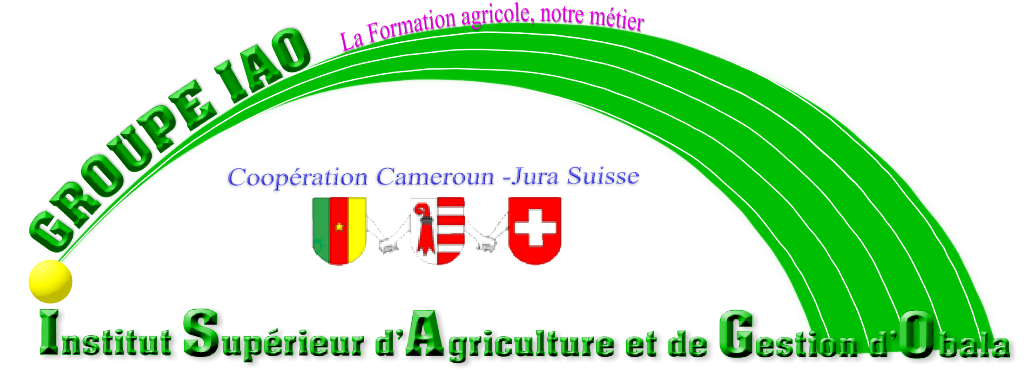 La Formation agricole, notre métier
GROUPE IAO
Coopération Cameroun -Jura Suisse
Institut Supérieur d'Agriculture et de Gestion d'Obala